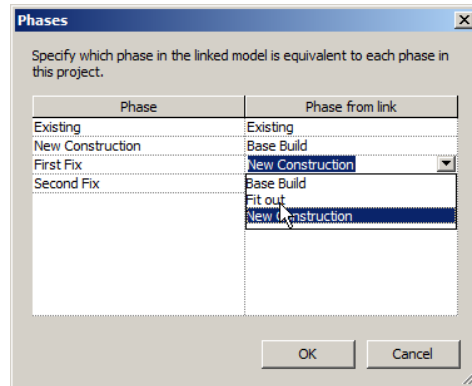 Phases
Specify which phase in the linked model is equivalent to each phase in
this project.
Phase Phase from link
Existing Existing
New Construction Base Build
First Fix New Construction
Second Fix Base Build
Fit out
New Construction
OK Cancel